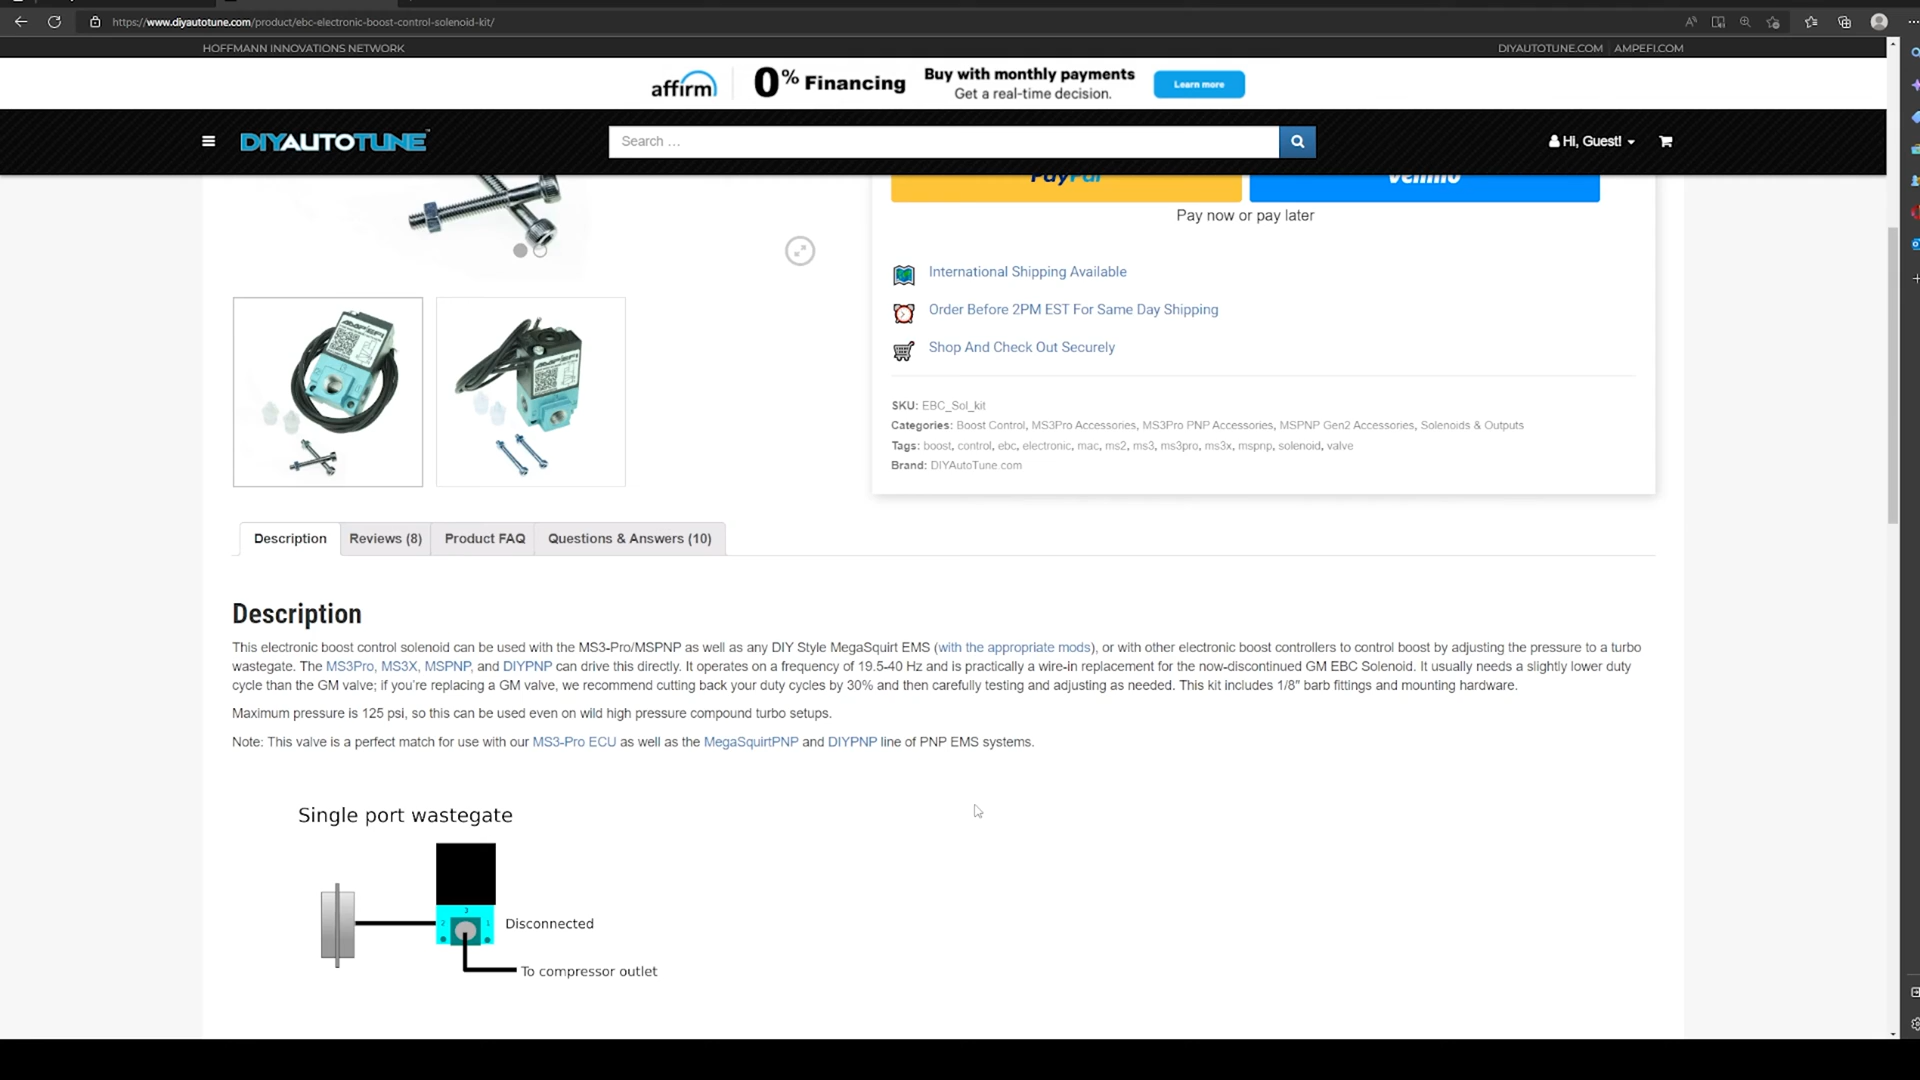 https://www.diyautotune.com/product/ebc-electronic-boost-control-solenoid-kit/
HOFFMANN INNOVATIONS NETWORK
DIYAUTOTUNE.COM | AMPEFI.COM
affirm
0% Financing
Buy with monthly payments
Get a real-time decision.
Learn more
DIYAUTOTUNE
Search ...
Hi, Guest!
PayPal
venmo
Pay now or pay later
International Shipping Available
Order Before 2PM EST For Same Day Shipping
Shop And Check Out Securely
AMPEFI
AMPEFI
SKU: EBC_Sol_kit
Categories: Boost Control, MS3Pro Accessories, MS3Pro PNP Accessories, MSPNP Gen2 Accessories, Solenoids & Outputs
Tags: boost, control, ebc, electronic, mac, ms2, ms3, ms3pro, ms3x, mspnp, solenoid, valve
Brand: DIYAutoTune.com
Description
Reviews (8)
Product FAQ
Questions & Answers (10)
Description
This electronic boost control solenoid can be used with the MS3-Pro/MSPNP as well as any DIY Style MegaSquirt EMS (with the appropriate mods), or with other electronic boost controllers to control boost by adjusting the pressure to a turbo
wastegate. The MS3Pro, MS3X, MSPNP, and DIYPNP can drive this directly. It operates on a frequency of 19.5-40 Hz and is practically a wire-in replacement for the now-discontinued GM EBC Solenoid. It usually needs a slightly lower duty
cycle than the GM valve; if you're replacing a GM valve, we recommend cutting back your duty cycles by 30% and then carefully testing and adjusting as needed. This kit includes 1/8″ barb fittings and mounting hardware.
Maximum pressure is 125 psi, so this can be used even on wild high pressure compound turbo setups.
Note: This valve is a perfect match for use with our MS3-Pro ECU as well as the MegaSquirtPNP and DIYPNP line of PNP EMS systems.
Single port wastegate
3
2
1
Disconnected
To compressor outlet